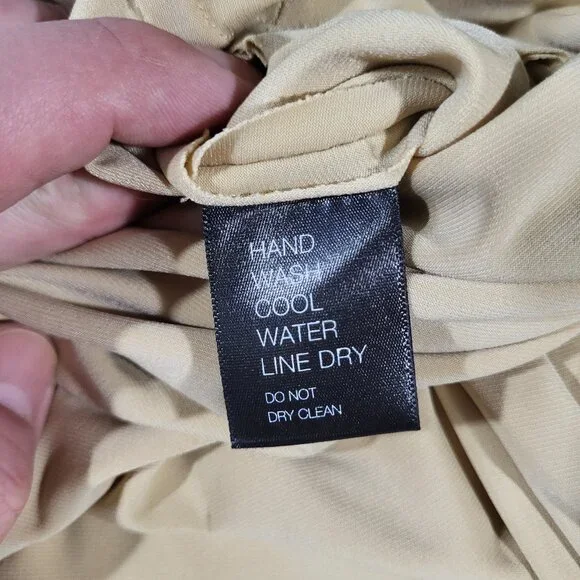 HAND
WASH
COOL
WATER
LINE DRY
DO NOT
DRY CLEAN